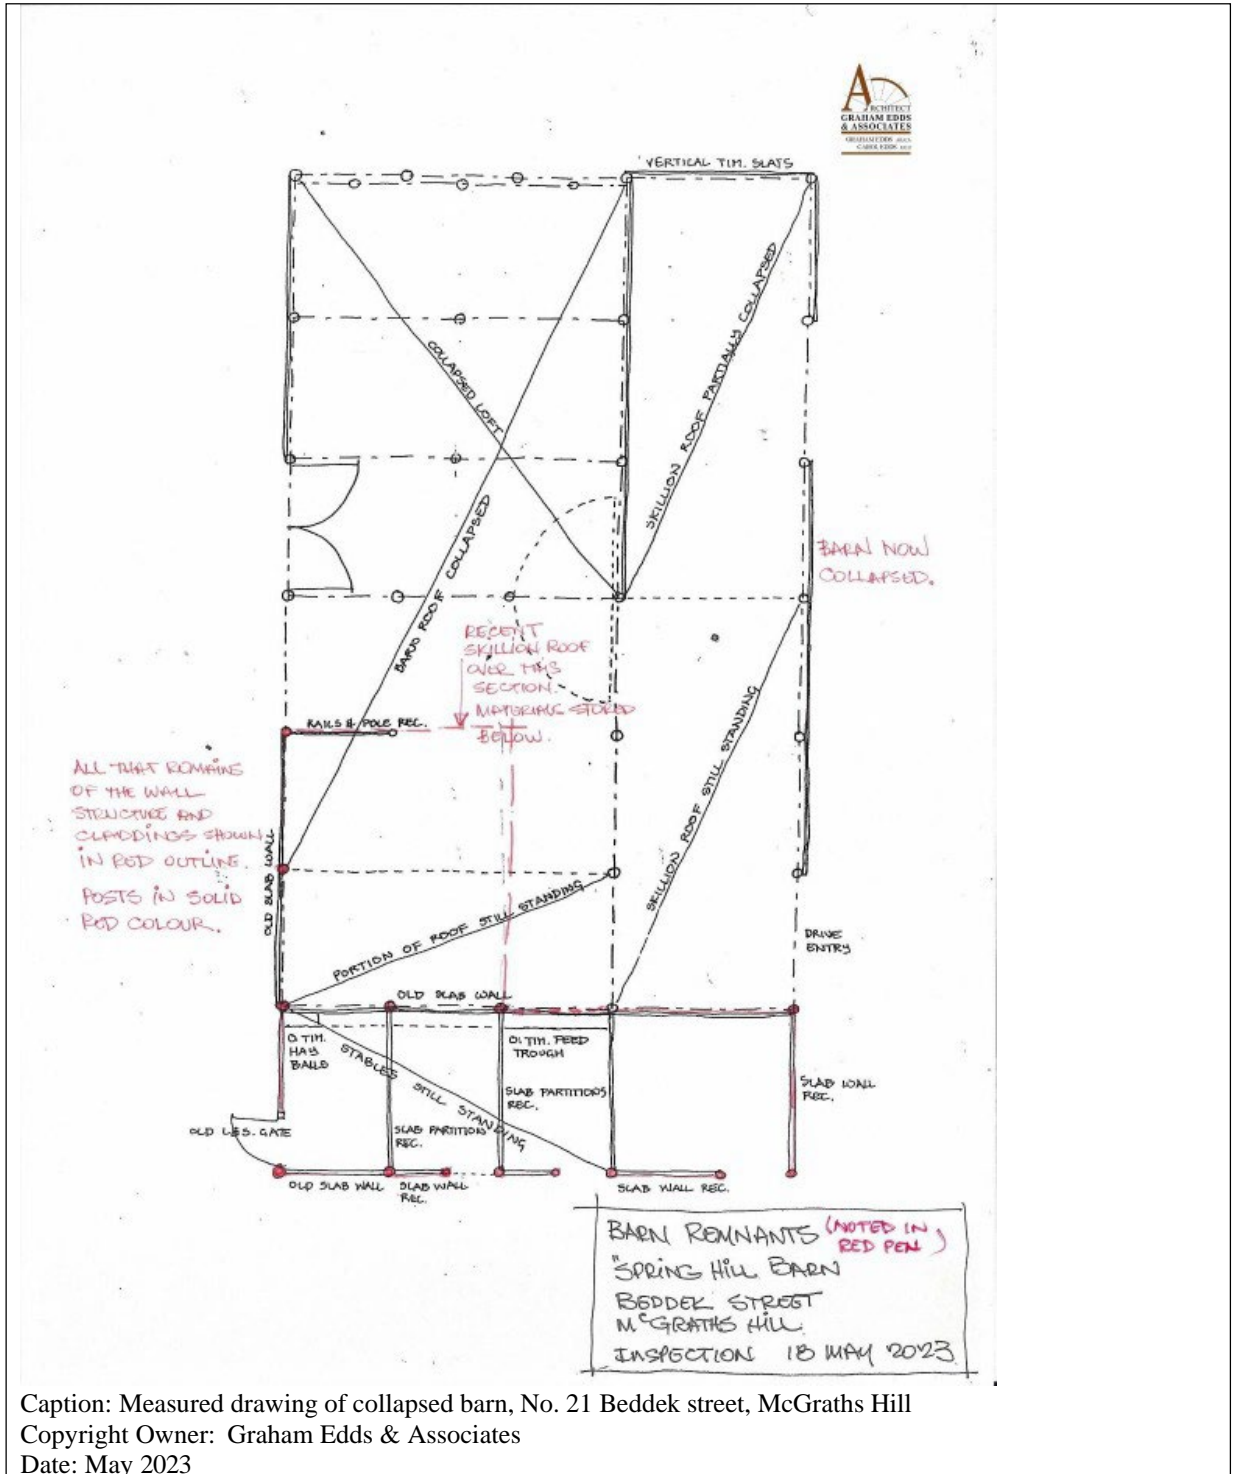 ARCHITECT
GRAHAM EDDS
& ASSOCIATES
GRAHAM EDDS
CAROL EDDS
VERTICAL TIM. SLATS
COLLAPSED LOFT
SKILLION ROOF PARTIALLY COLLAPSED
BARN ROOF COLLAPSED
BARN NOW
COLLAPSED.
RECENT
SKILLION ROOF
OVER THIS
SECTION.
MATERIALS STORED
BELOW.
RAILS & POLE REC.
ALL THAT REMAINS
OF THE WALL
STRUCTURE AND
CLADDINGS SHOWN
IN RED OUTLINE.
POSTS IN SOLID
RED COLOUR.
OLD SLAB WALL
SKILLION ROOF STILL STANDING
PORTION OF ROOF STILL STANDING
DRIVE
ENTRY
OLD SLAB WALL
O. TIM.
HAY
BAILS
O. TIM. FEED
TROUGH
STABLES STILL STANDING
SLAB PARTITIONS
REC.
SLAB WALL
REC.
OLD L&S. GATE
SLAB PARTITION
REC.
OLD SLAB WALL
SLAB WALL
REC.
SLAB WALL REC.
BARN REMNANTS (NOTED IN
RED PEN)
"SPRING HILL BARN
BEDDEK STREET
McGRATHS HILL
INSPECTION 18 MAY 2023
Caption: Measured drawing of collapsed barn, No. 21 Beddek street, McGraths Hill
Copyright Owner: Graham Edds & Associates
Date: May 2023